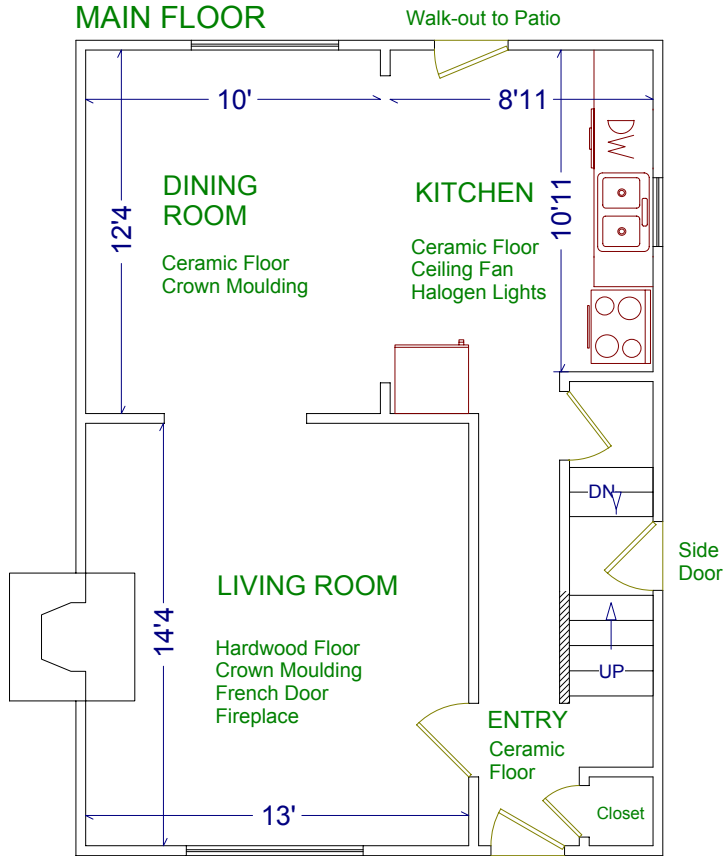 MAIN FLOOR
Walk-out to Patio
10'
8'11
DW
DINING
ROOM
KITCHEN
12'4
10'11
Ceramic Floor
Crown Moulding
Ceramic Floor
Ceiling Fan
Halogen Lights
DN
Side
Door
LIVING ROOM
14'4
Hardwood Floor
Crown Moulding
French Door
Fireplace
UP
ENTRY
Ceramic
Floor
13'
Closet